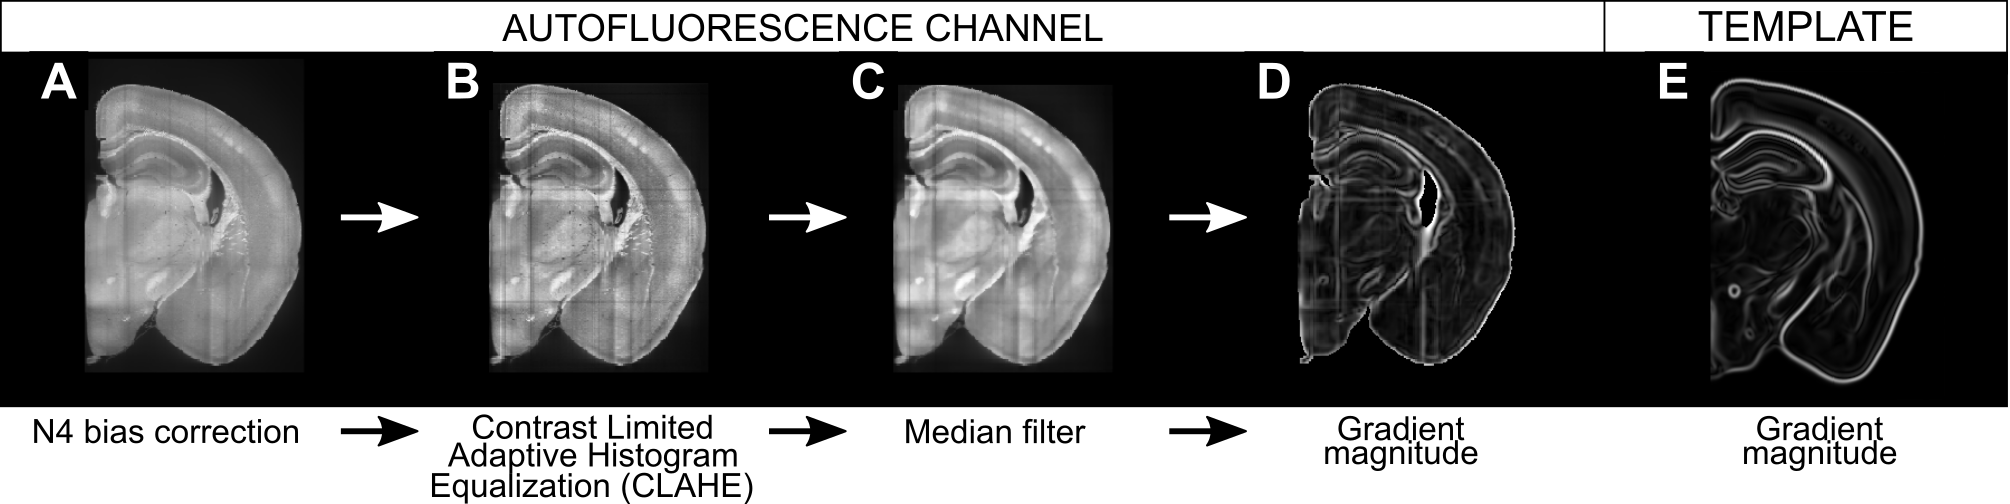 AUTOFLUORESCENCE CHANNEL
TEMPLATE
A
B
C
D
E
N4 bias correction
Contrast Limited
Adaptive Histogram
Equalization (CLAHE)
Median filter
Gradient
magnitude
Gradient
magnitude